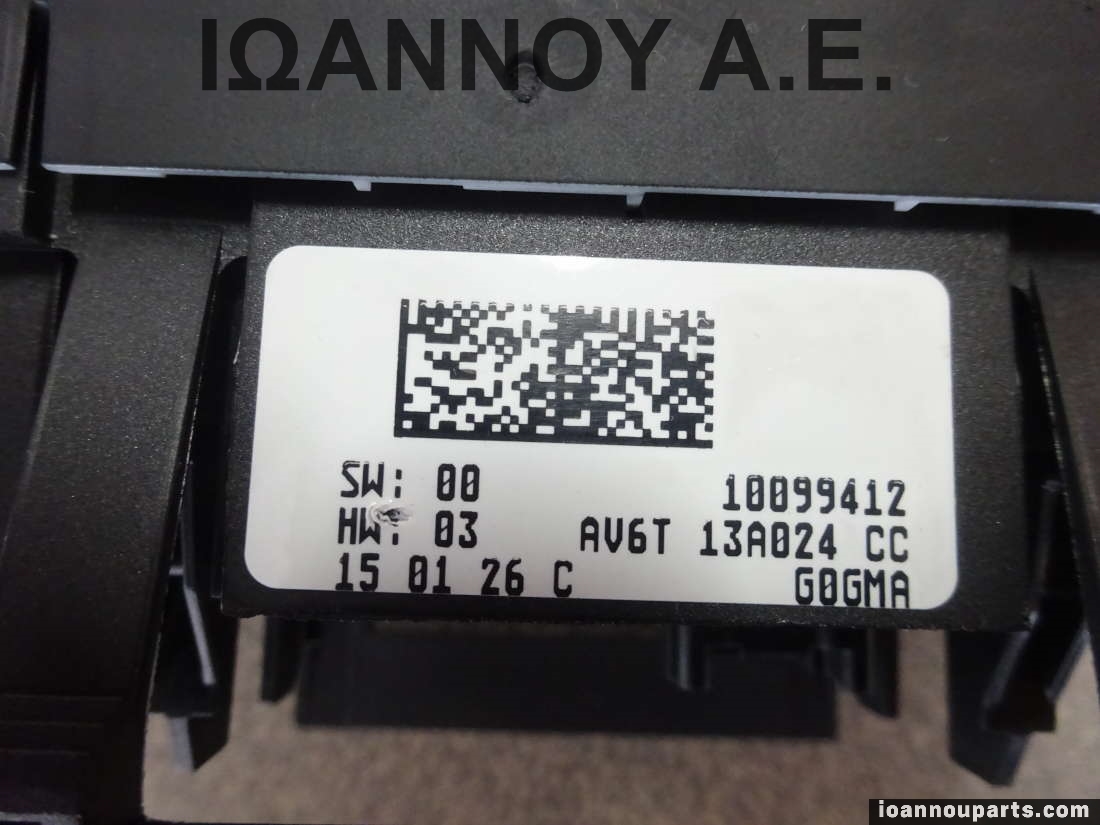 ΙΩΑΝΝΟΥ Α.Ε.
SW: 00
10099412
HW: 03
AV6T 13A024 CC
15 01 26 C
G0GMA
ioannouparts.com